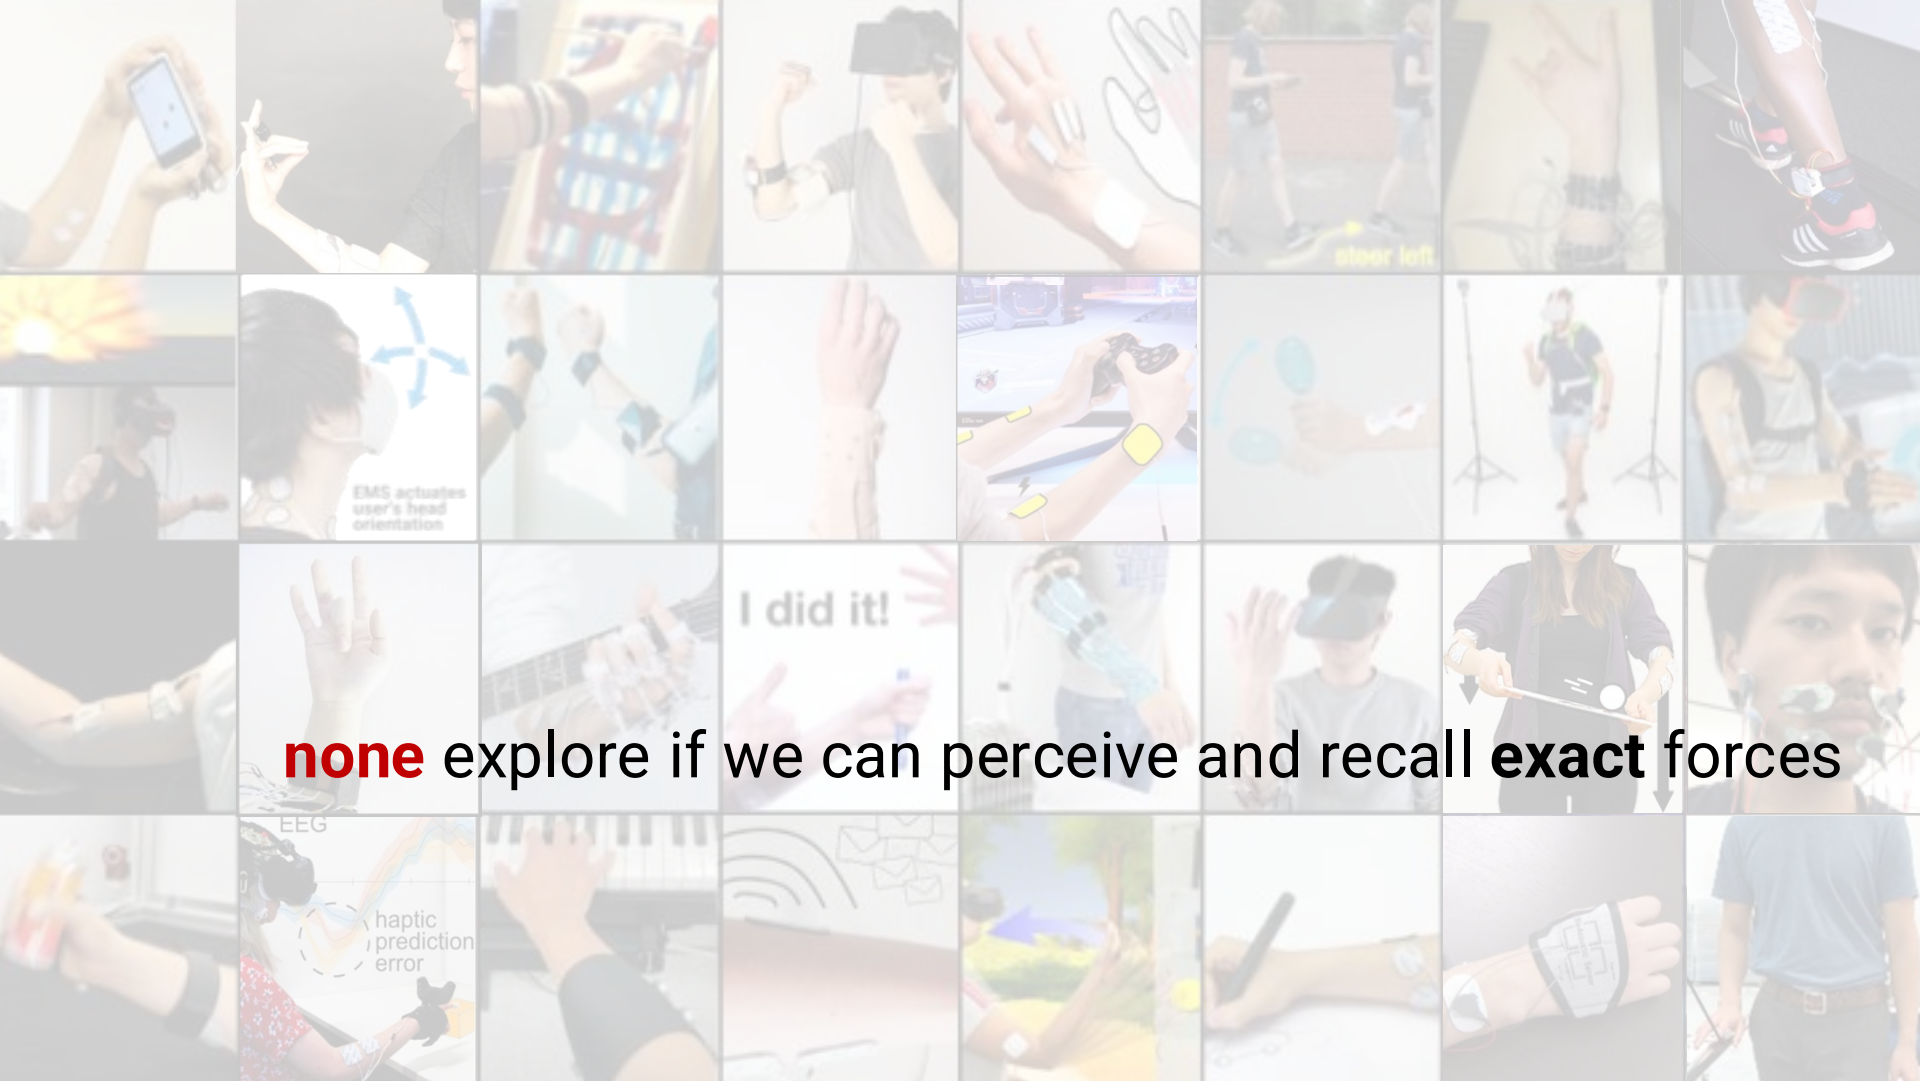 steer left
EMS actuates
user's head
orientation
I did it!
none explore if we can perceive and recall exact forces
EEG
haptic
prediction
error